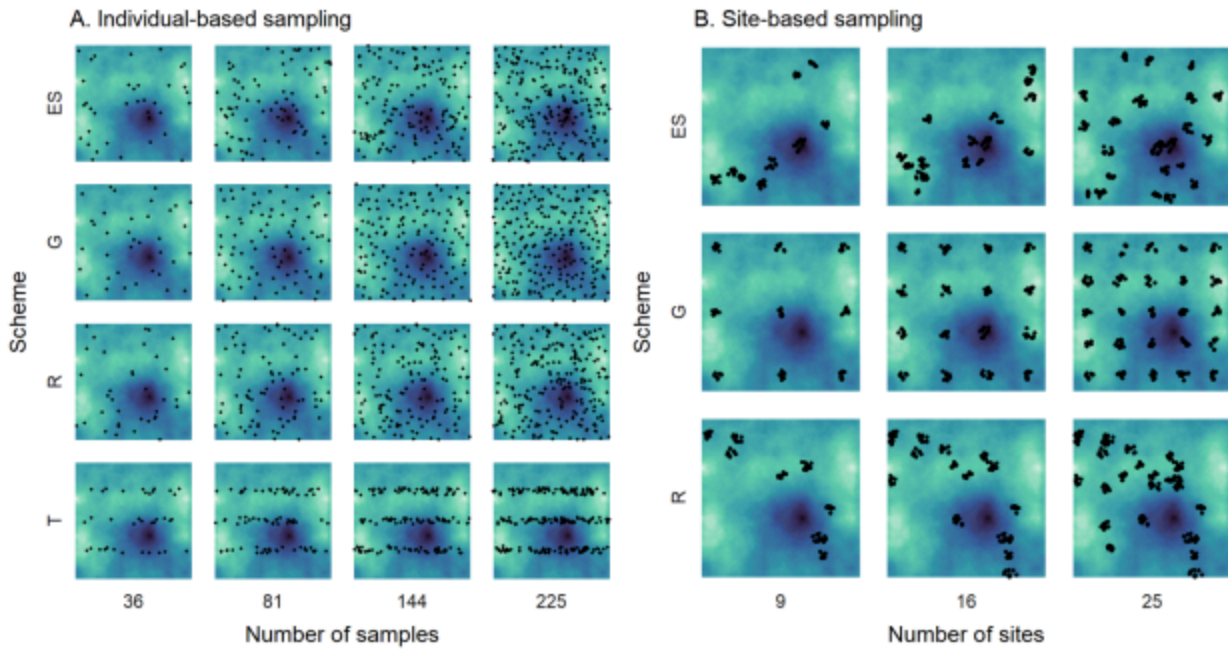 A. Individual-based sampling
ES
G
R
T
Scheme
36 81 144 225
Number of samples
B. Site-based sampling
ES
G
R
Scheme
9 16 25
Number of sites